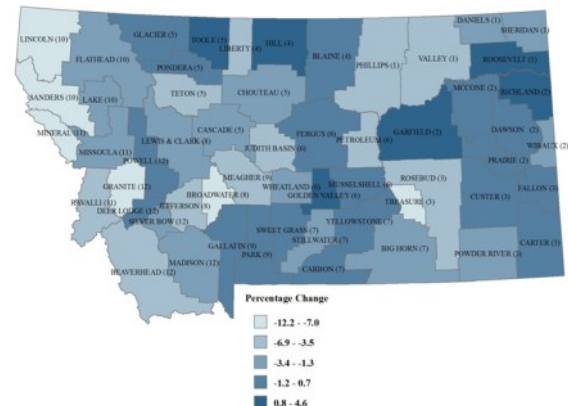 DANIELS (1)
SHERIDAN (1)
LINCOLN (10)
GLACIER (5)
TOOLE (5)
LIBERTY (4)
HILL (4)
BLAINE (4)
PHILLIPS (1)
VALLEY (1)
ROOSEVELT (1)
FLATHEAD (10)
PONDERA (5)
RICHLAND (2)
SANDERS (10)
LAKE (10)
TETON (5)
CHOUTEAU (5)
MCCONE (2)
MINERAL (11)
MISSOULA (11)
LEWIS & CLARK (8)
CASCADE (5)
FERGUS (6)
PETROLEUM (6)
GARFIELD (2)
DAWSON (2)
WIBAUX (2)
POWELL (12)
JUDITH BASIN (6)
PRAIRIE (2)
GRANITE (12)
BROADWATER (8)
MEAGHER (9)
WHEATLAND (6)
GOLDEN VALLEY (6)
MUSSELSHELL (6)
ROSEBUD (3)
TREASURE (3)
CUSTER (3)
FALLON (3)
RAVALLI (11)
DEER LODGE (12)
JEFFERSON (8)
SILVER BOW (12)
GALLATIN (9)
SWEET GRASS (7)
STILLWATER (7)
YELLOWSTONE (7)
BEAVERHEAD (12)
MADISON (12)
PARK (9)
CARBON (7)
BIG HORN (7)
POWDER RIVER (3)
CARTER (3)
Percentage Change
-12.2 - -7.0
-6.9 - -3.5
-3.4 - -1.3
-1.2 - 0.7
0.8 - 4.6